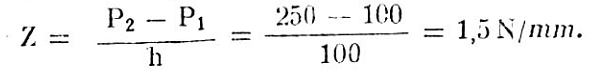 Z = P₂ — P₁ / h = 250 -- 100 / 100 = 1,5 N/mm.